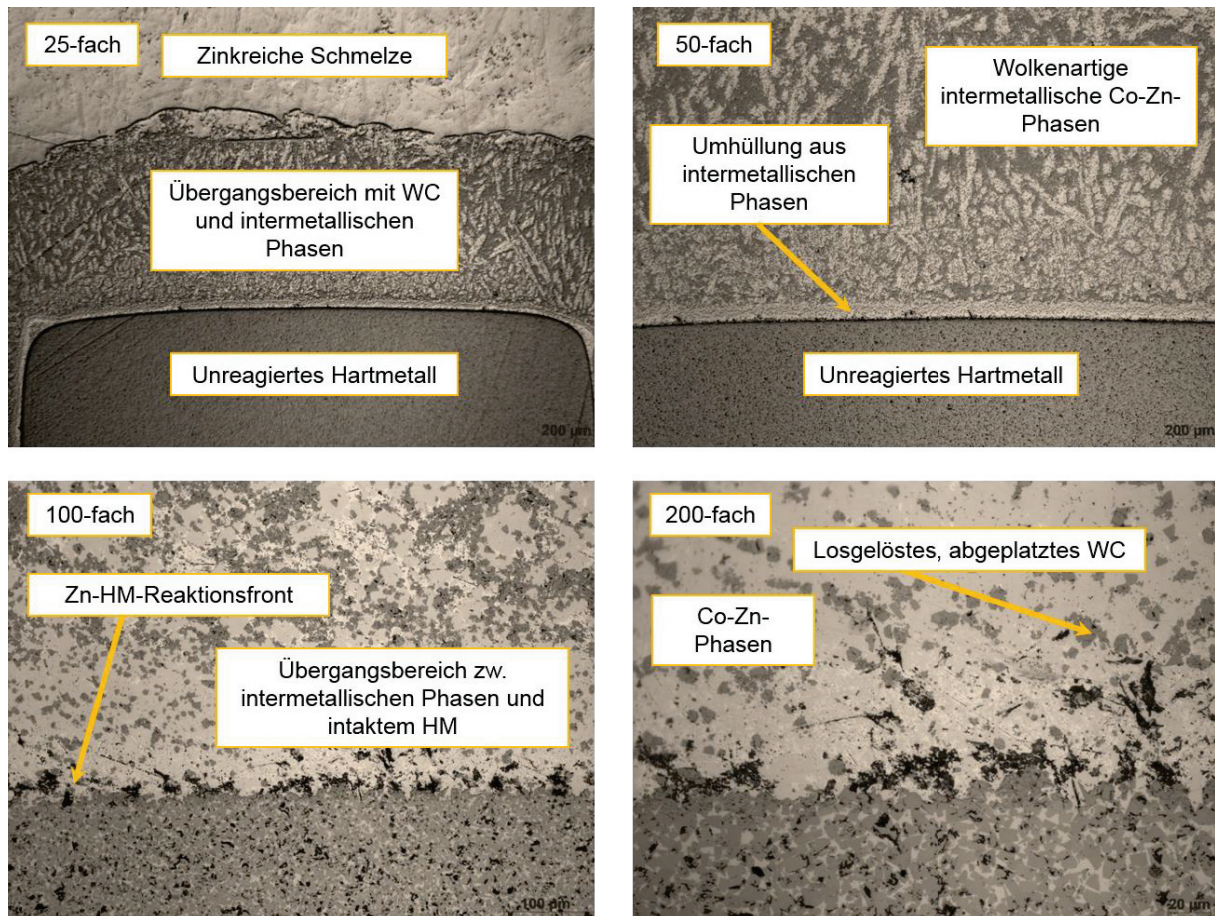 25-fach
Zinkreiche Schmelze
Übergangsbereich mit WC
und intermetallischen
Phasen
Unreagiertes Hartmetall
200 µm
50-fach
Wolkenartige
intermetallische Co-Zn-
Phasen
Umhüllung aus
intermetallischen
Phasen
Unreagiertes Hartmetall
200 µm
100-fach
Zn-HM-Reaktionsfront
Übergangsbereich zw.
intermetallischen Phasen und
intaktem HM
100 µm
200-fach
Losgelöstes, abgeplatztes WC
Co-Zn-
Phasen
20 µm